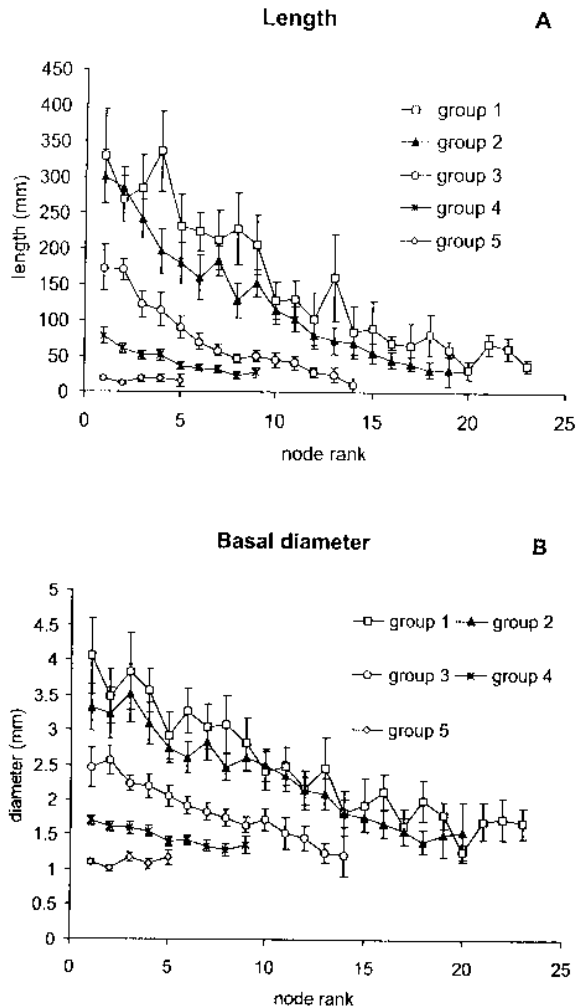 Length
A
450
400
350
300
250
200
150
100
50
0
length (mm)
group 1
group 2
group 3
group 4
group 5
0 5 10 15 20 25
node rank
Basal diameter
B
5
4.5
4
3.5
3
2.5
2
1.5
1
0.5
0
diameter (mm)
group 1 group 2
group 3 group 4
group 5
0 5 10 15 20 25
node rank